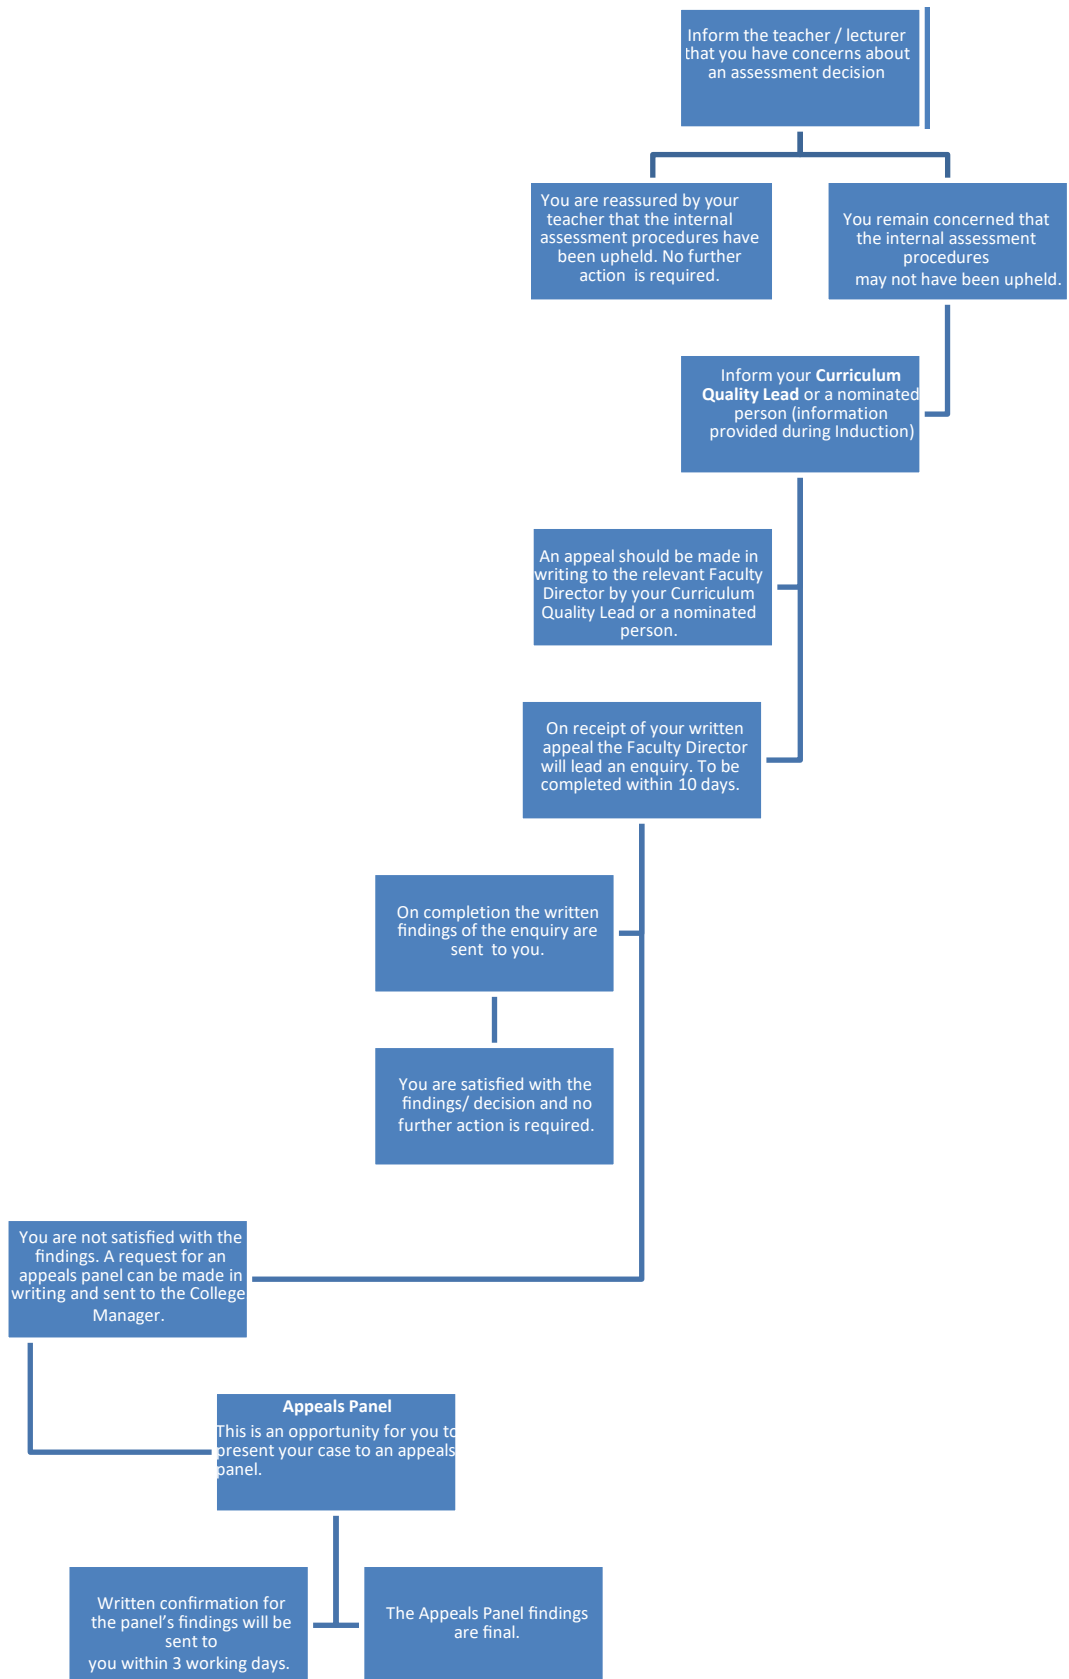 Inform the teacher / lecturer
that you have concerns about
an assessment decision
You are reassured by your
teacher that the internal
assessment procedures have
been upheld. No further
action is required.
You remain concerned that
the internal assessment
procedures
may not have been upheld.
Inform your Curriculum
Quality Lead or a nominated
person (information
provided during Induction)
An appeal should be made in
writing to the relevant Faculty
Director by your Curriculum
Quality Lead or a nominated
person.
On receipt of your written
appeal the Faculty Director
will lead an enquiry. To be
completed within 10 days.
On completion the written
findings of the enquiry are
sent to you.
You are satisfied with the
findings/ decision and no
further action is required.
You are not satisfied with the
findings. A request for an
appeals panel can be made in
writing and sent to the College
Manager.
Appeals Panel
This is an opportunity for you to
present your case to an appeals
panel.
Written confirmation for
the panel’s findings will be
sent to
you within 3 working days.
The Appeals Panel findings
are final.